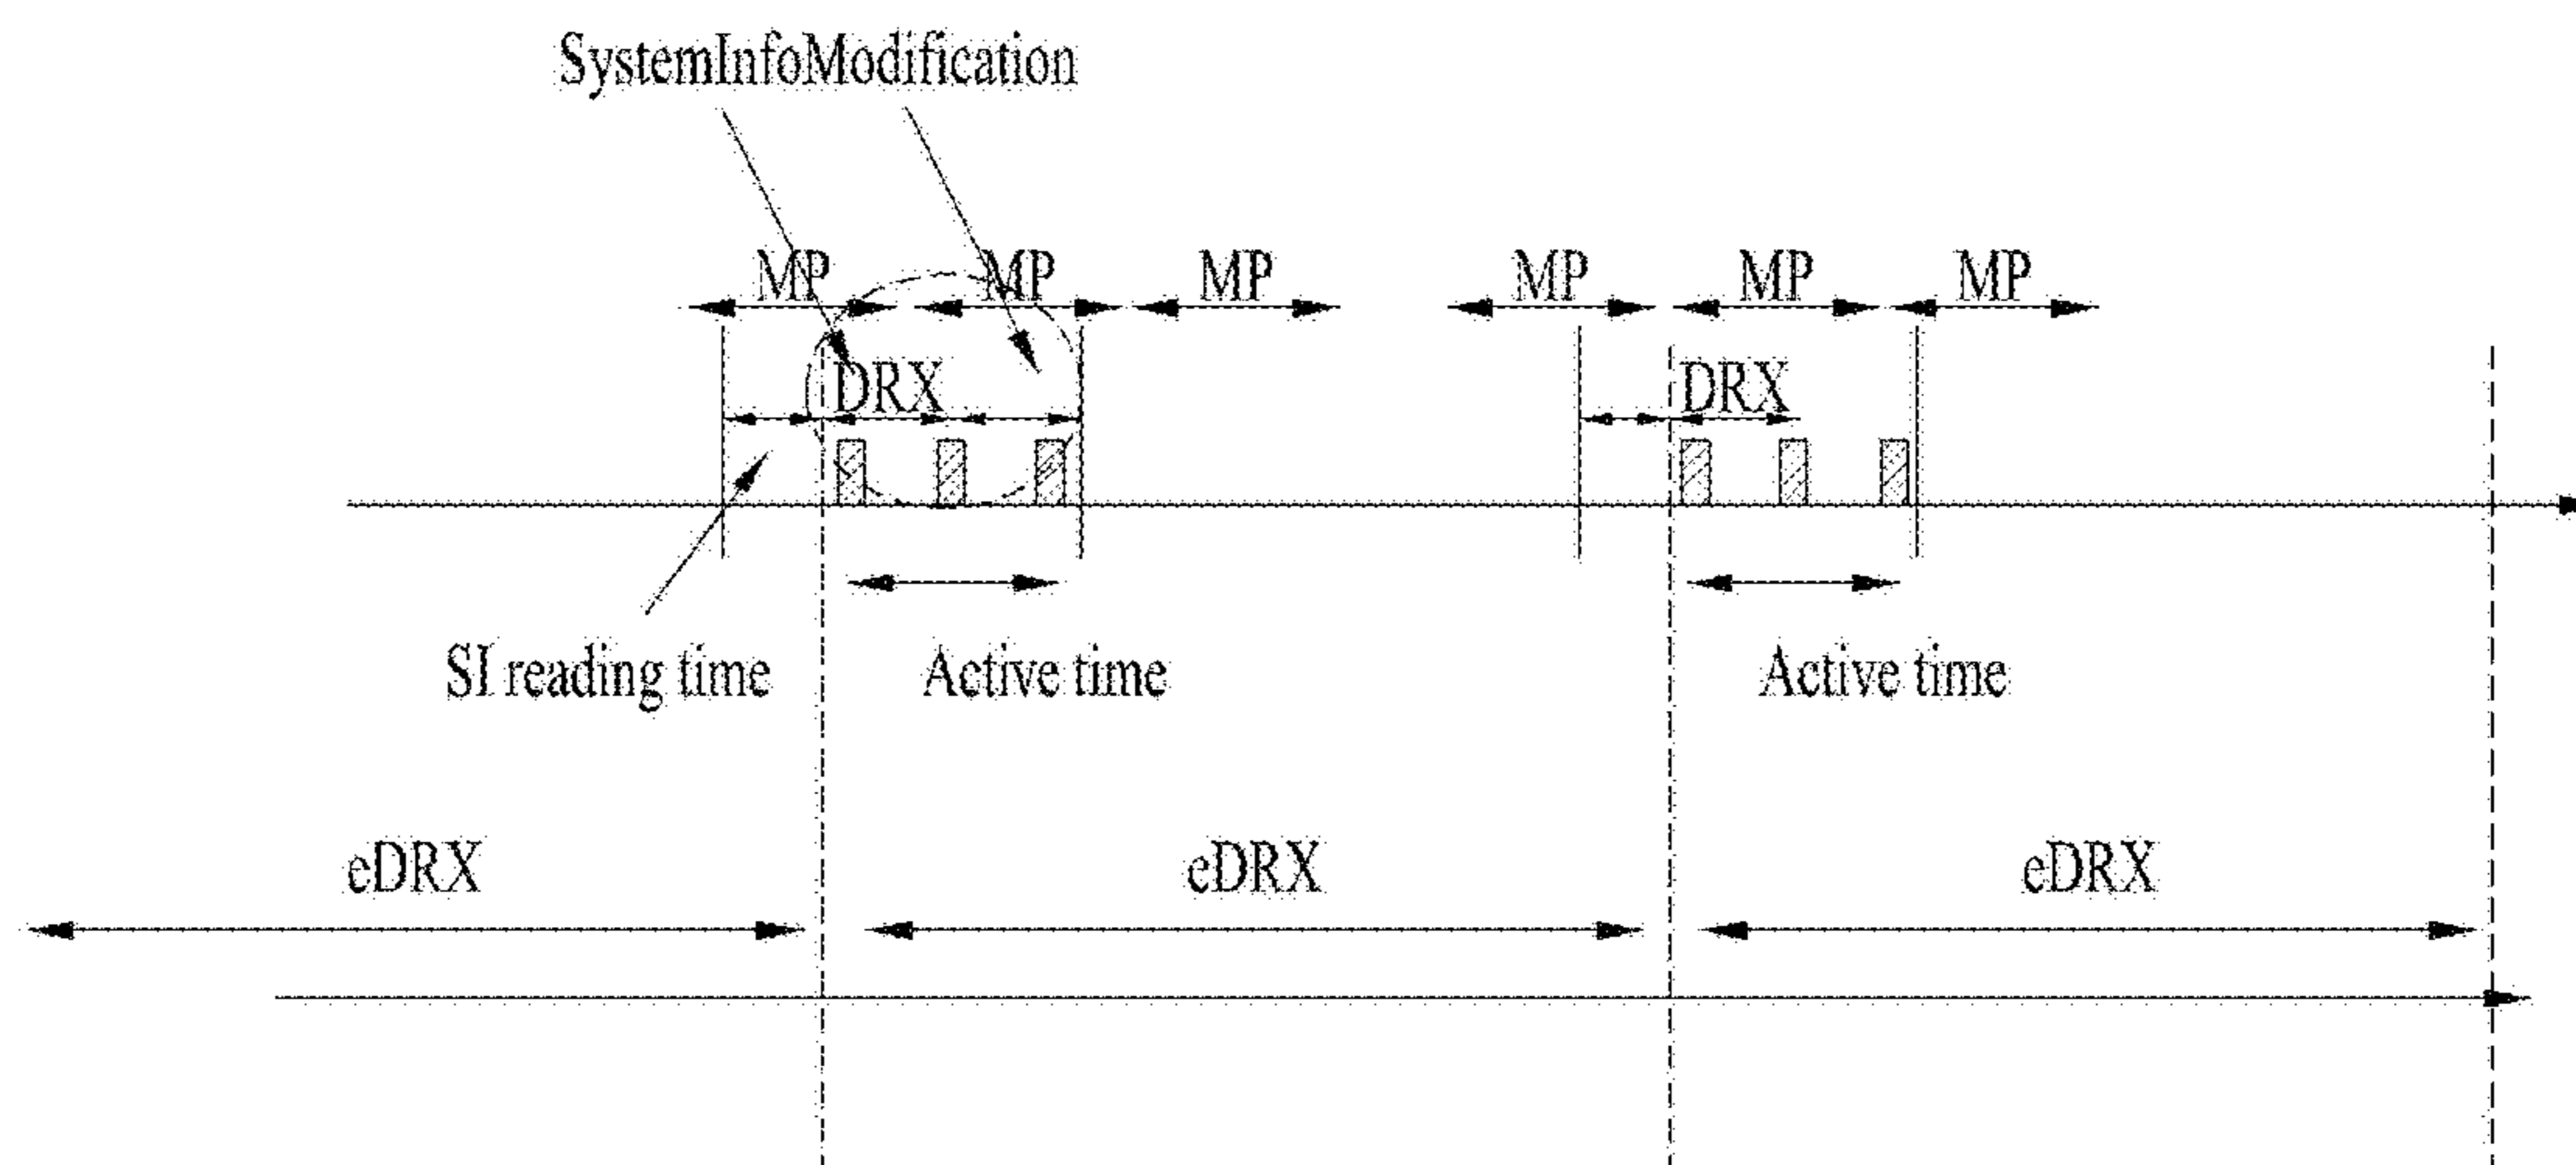 SystemInfoModification
MP MP MP MP MP MP
DRX DRX
SI reading time Active time Active time
eDRX eDRX eDRX